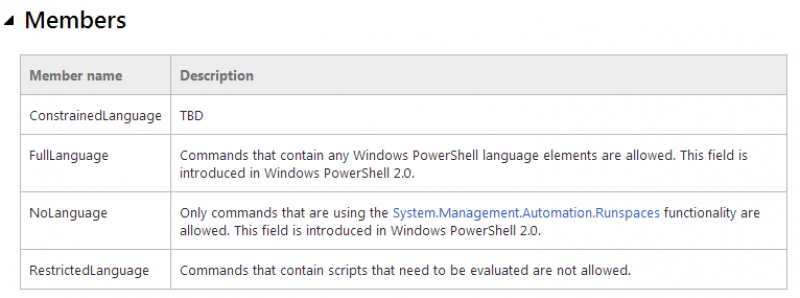 Members
Member name Description
ConstrainedLanguage TBD
FullLanguage Commands that contain any Windows PowerShell language elements are allowed. This field is
introduced in Windows PowerShell 2.0.
NoLanguage Only commands that are using the System.Management.Automation.Runspaces functionality are
allowed. This field is introduced in Windows PowerShell 2.0.
RestrictedLanguage Commands that contain scripts that need to be evaluated are not allowed.